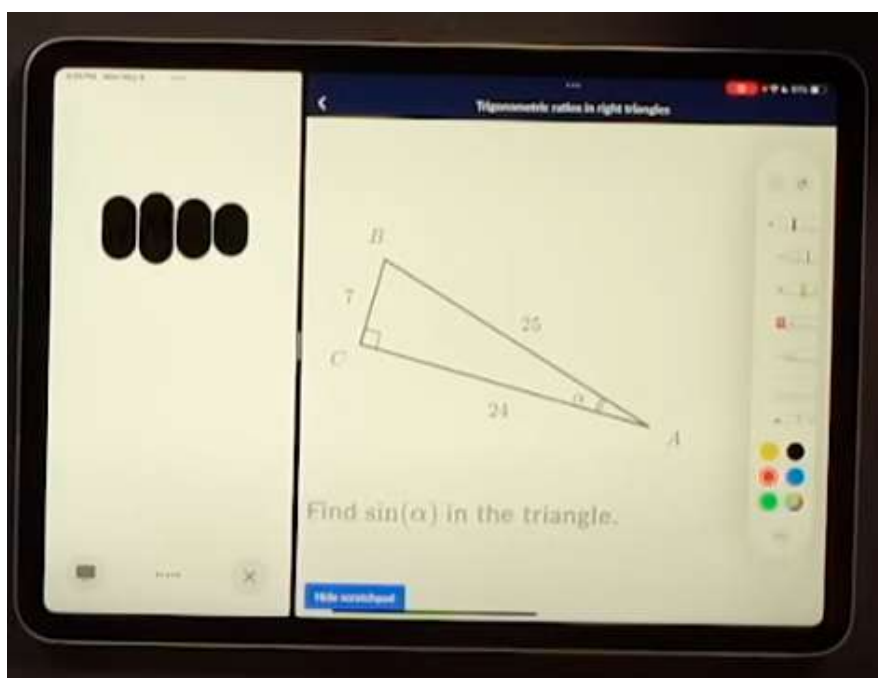 Trigonometric ratios in right triangles
B
7
25
C
24
α
A
Find sin(α) in the triangle.
Hide scratchpad